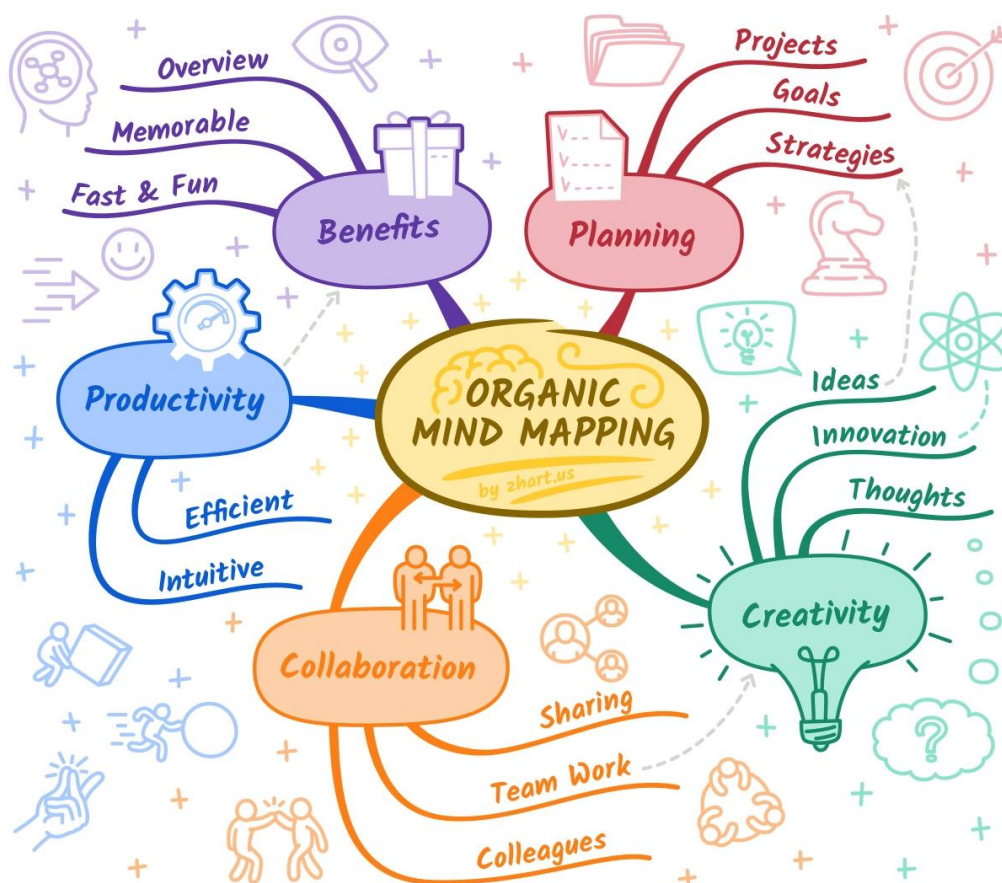 Overview
Memorable
Fast & Fun
Benefits
Projects
Goals
Strategies
Planning
Productivity
Efficient
Intuitive
ORGANIC
MIND MAPPING
by zhart.us
Ideas
Innovation
Thoughts
Creativity
Collaboration
Sharing
Team Work
Colleagues
?